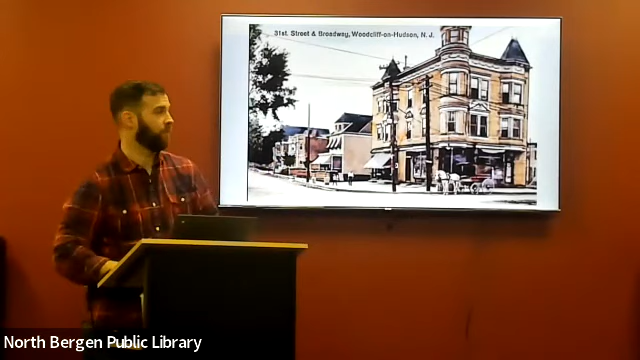 31st. Street & Broadway, Woodcliff-on-Hudson, N. J.
North Bergen Public Library